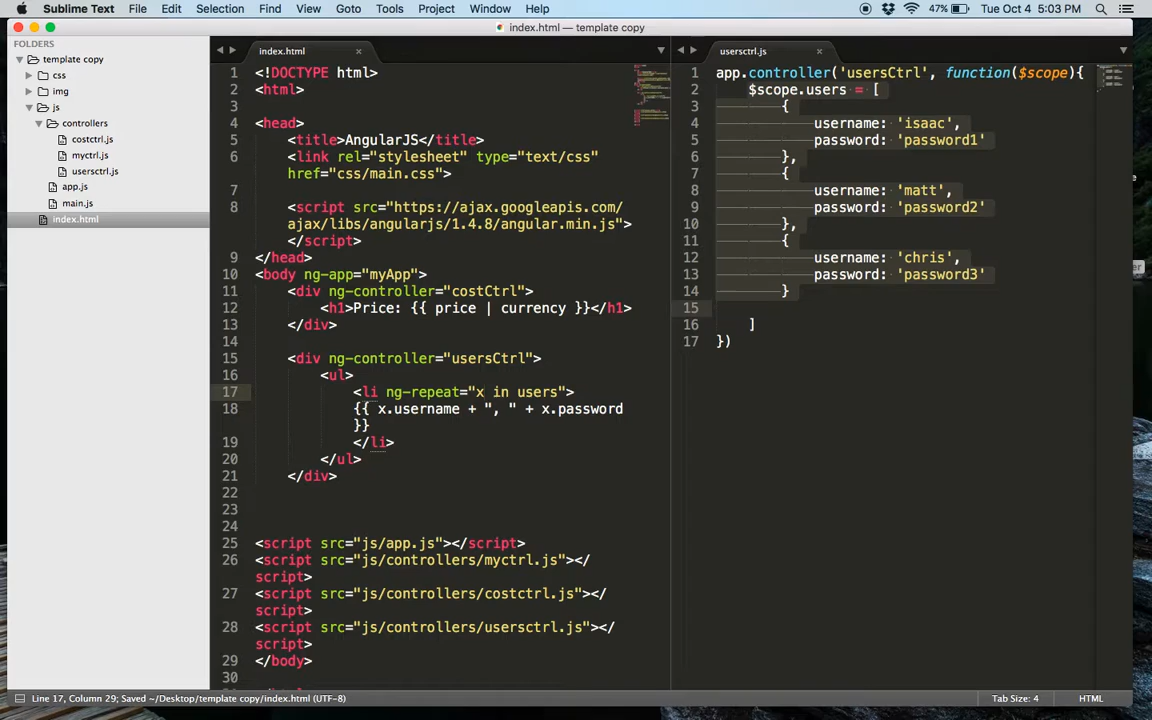 Sublime Text File Edit Selection Find View Goto Tools Project Window Help 47% Tue Oct 4 5:03 PM
index.html — template copy
FOLDERS
template copy
css
img
js
controllers
costctrl.js
myctrl.js
usersctrl.js
app.js
main.js
index.html
index.html
1 <!DOCTYPE html>
2 <html>
3
4 <head>
5 <title>AngularJS</title>
6 <link rel="stylesheet" type="text/css"
href="css/main.css">
7
8 <script src="https://ajax.googleapis.com/
ajax/libs/angularjs/1.4.8/angular.min.js">
</script>
9 </head>
10 <body ng-app="myApp">
11 <div ng-controller="costCtrl">
12 <h1>Price: {{ price | currency }}</h1>
13 </div>
14
15 <div ng-controller="usersCtrl">
16 <ul>
17 <li ng-repeat="x in users">
18 {{ x.username + ", " + x.password
}}
19 </li>
20 </ul>
21 </div>
22
23
24
25 <script src="js/app.js"></script>
26 <script src="js/controllers/myctrl.js"></
script>
27 <script src="js/controllers/costctrl.js"></
script>
28 <script src="js/controllers/usersctrl.js"></
script>
29 </body>
30
usersctrl.js
1 app.controller('usersCtrl', function($scope){
2 $scope.users = [
3 {
4 username: 'isaac',
5 password: 'password1'
6 },
7 {
8 username: 'matt',
9 password: 'password2'
10 },
11 {
12 username: 'chris',
13 password: 'password3'
14 }
15
16 ]
17 })
Line 17, Column 29; Saved ~/Desktop/template copy/index.html (UTF-8) Tab Size: 4 HTML